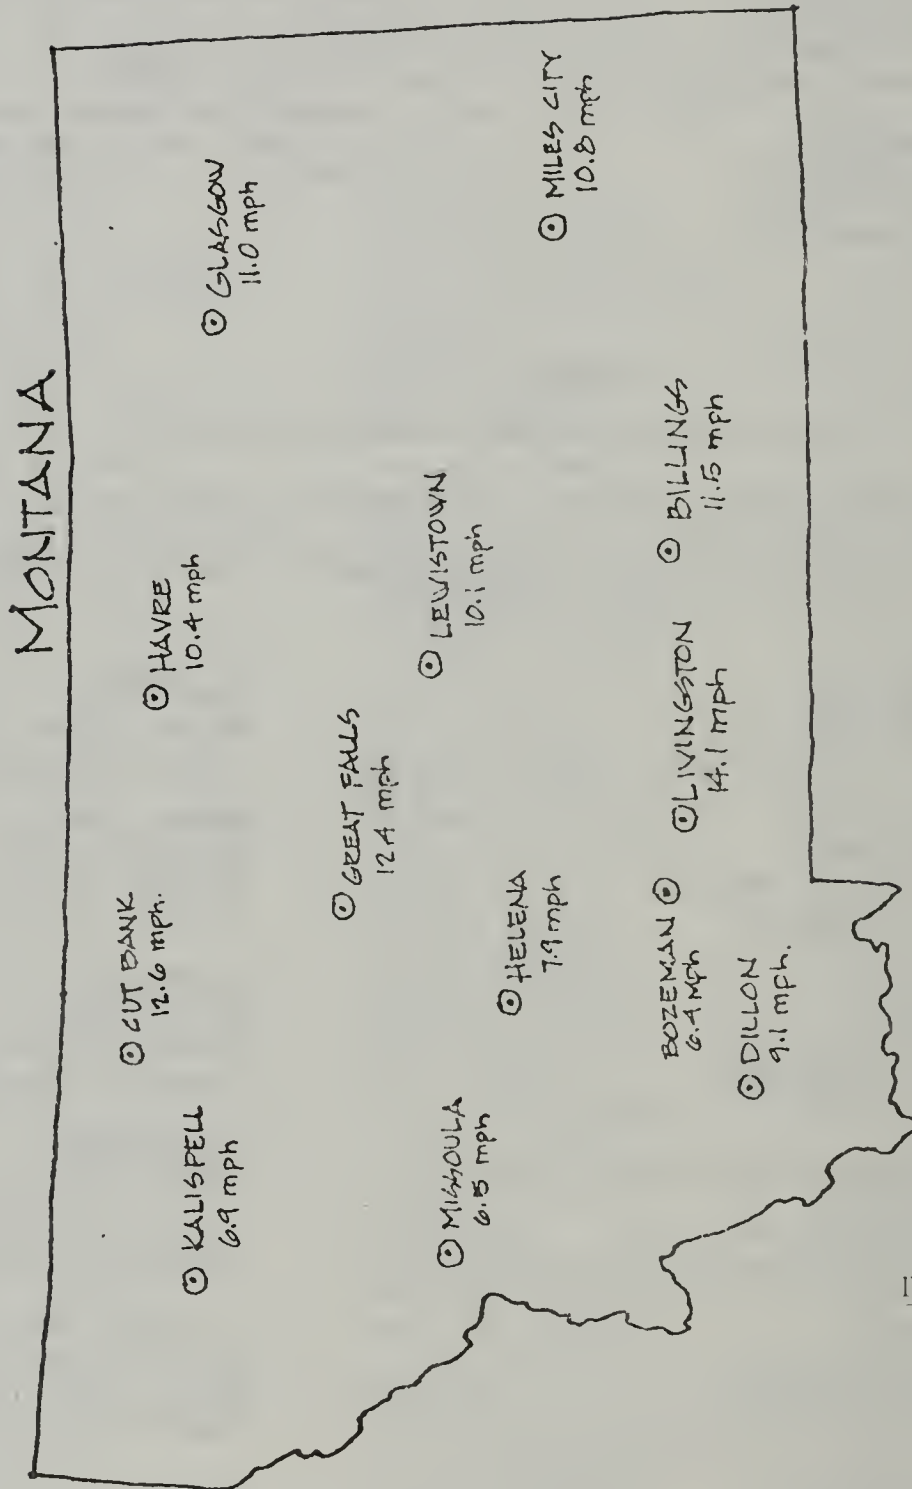 MONTANA
CUT BANK
12.6 mph.
HAVRE
10.4 mph
GLASGOW
11.0 mph
KALISPELL
6.9 mph
GREAT FALLS
12.4 mph
LEWISTOWN
10.1 mph
MILES CITY
10.8 mph
MISSOULA
6.5 mph
HELENA
7.9 mph
BOZEMAN
6.4 mph
LIVINGSTON
14.1 mph
BILLINGS
11.5 mph
DILLON
9.1 mph.